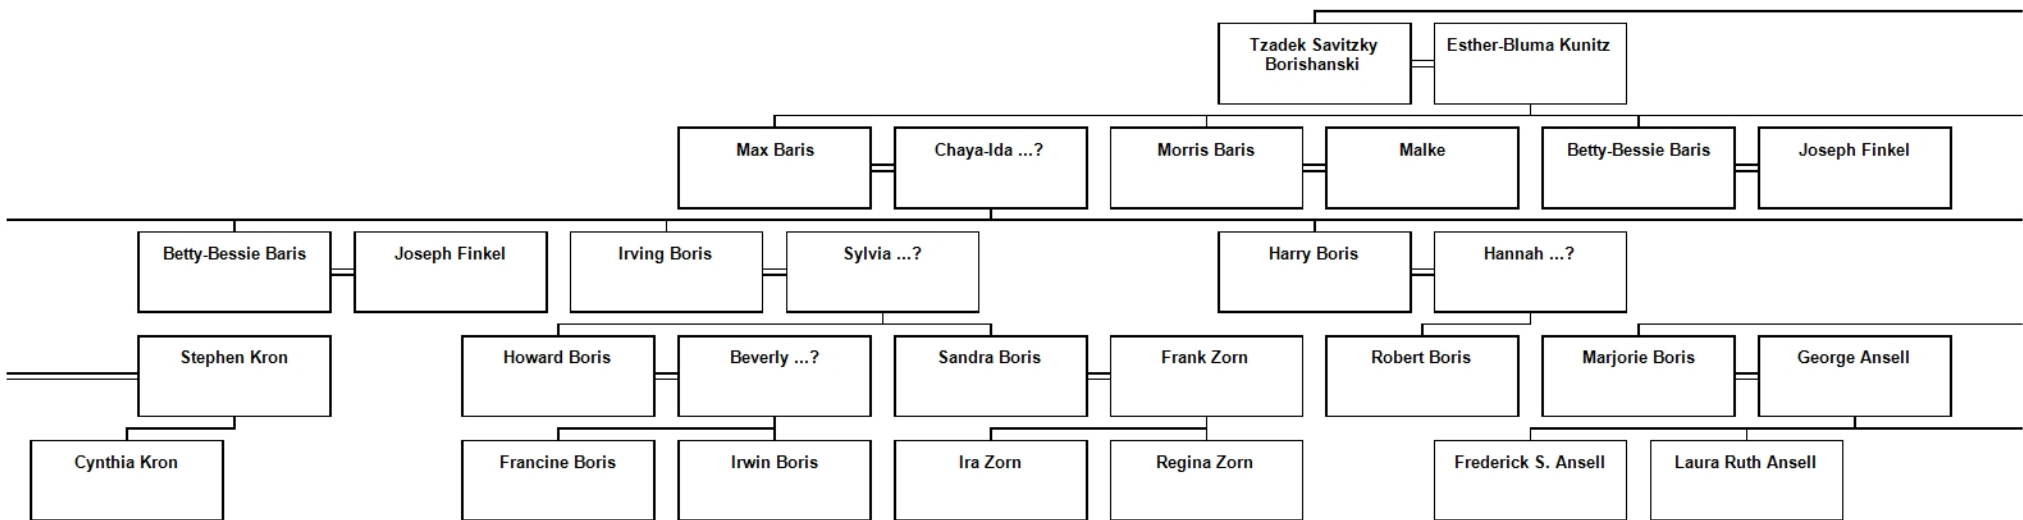 Tzadek Savitzky
Borishanski
Esther-Bluma Kunitz
Max Baris
Chaya-Ida ...?
Morris Baris
Malke
Betty-Bessie Baris
Joseph Finkel
Betty-Bessie Baris
Joseph Finkel
Irving Boris
Sylvia ...?
Harry Boris
Hannah ...?
Stephen Kron
Howard Boris
Beverly ...?
Sandra Boris
Frank Zorn
Robert Boris
Marjorie Boris
George Ansell
Cynthia Kron
Francine Boris
Irwin Boris
Ira Zorn
Regina Zorn
Frederick S. Ansell
Laura Ruth Ansell